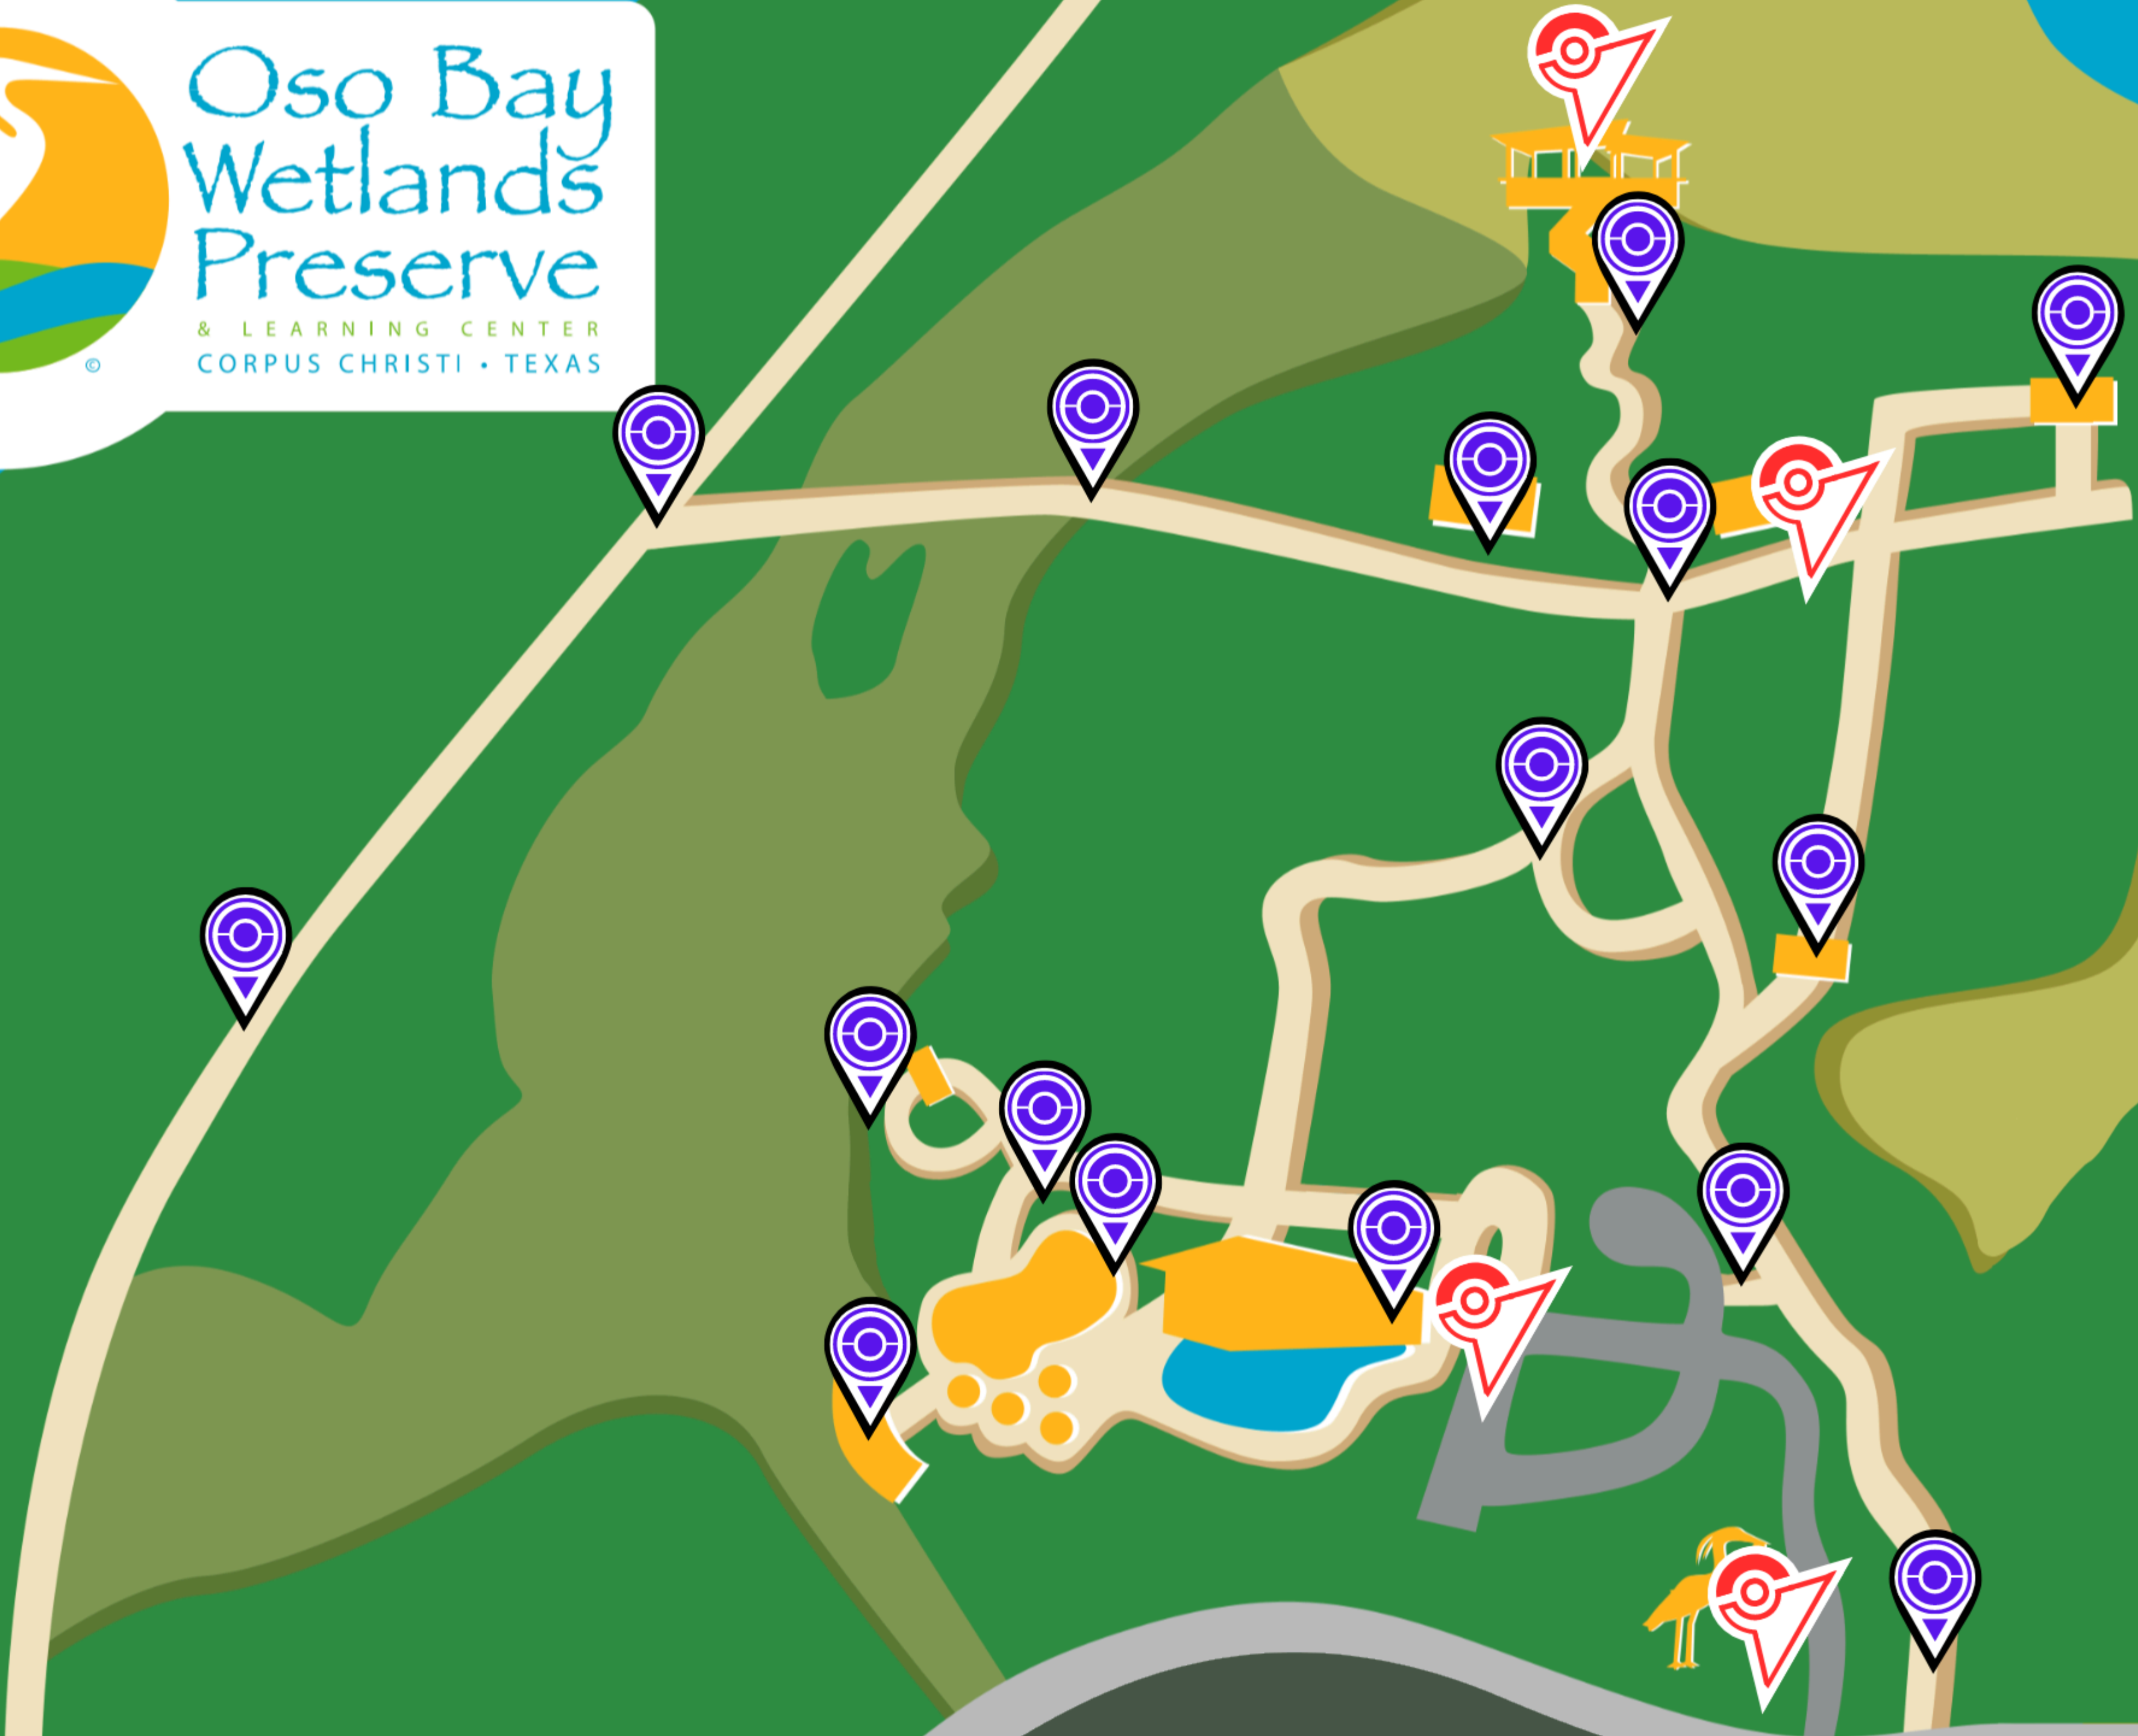 Oso Bay
Wetlands
Preserve
& LEARNING CENTER
CORPUS CHRISTI • TEXAS
©